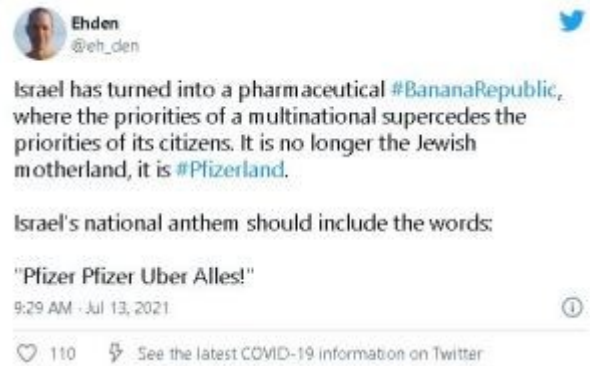 Ehden
@eh_den
Israel has turned into a pharmaceutical #BananaRepublic,
where the priorities of a multinational supercedes the
priorities of its citizens. It is no longer the Jewish
motherland, it is #Pfizerland.
Israel's national anthem should include the words:
"Pfizer Pfizer Uber Alles!"
9:29 AM · Jul 13, 2021
110 See the latest COVID-19 information on Twitter